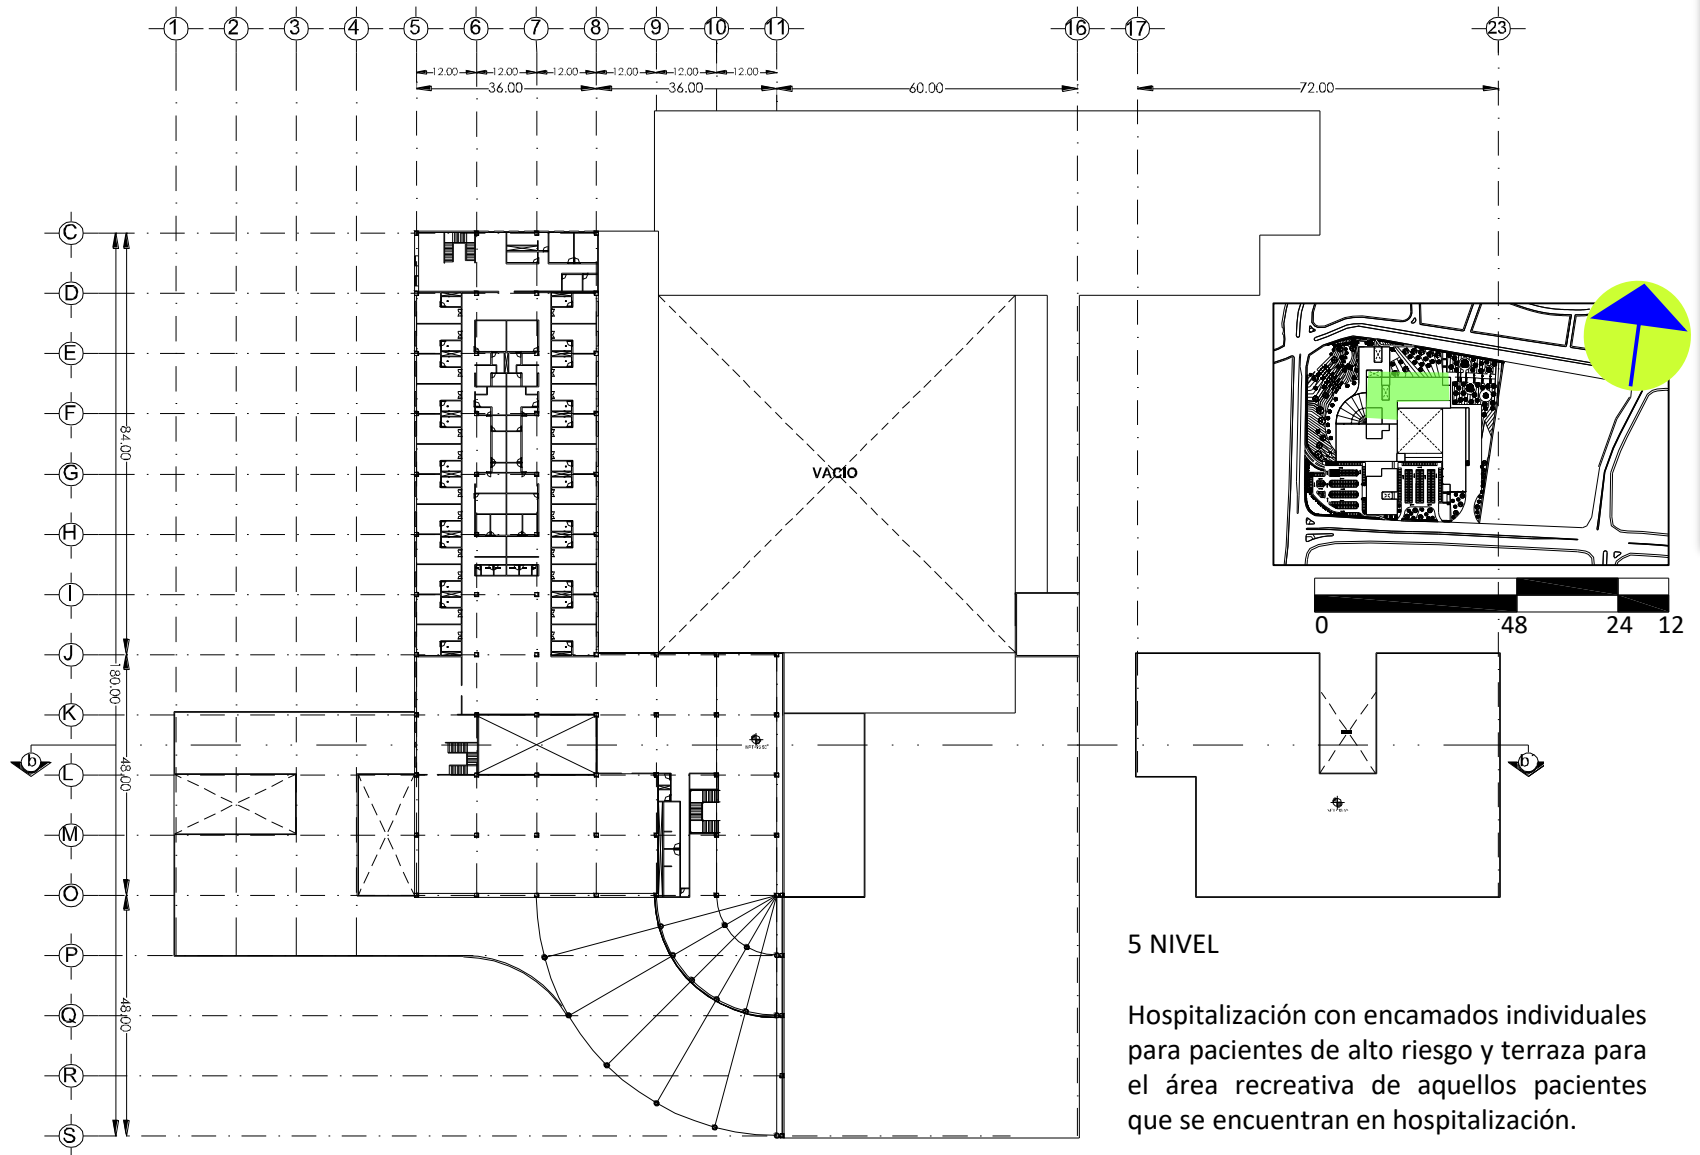 1 2 3 4 5 6 7 8 9 10 11 16 17 23
12.00 12.00 12.00 12.00 12.00 12.00
36.00 36.00 60.00 72.00
C
D
E
F
84.00
G
VACIO
H
I
0 48 24 12
J
180.00
K
b b
L
48.00
M
O
P
5 NIVEL
48.00
Q
Hospitalización con encamados individuales
para pacientes de alto riesgo y terraza para
R
el área recreativa de aquellos pacientes
que se encuentran en hospitalización.
S